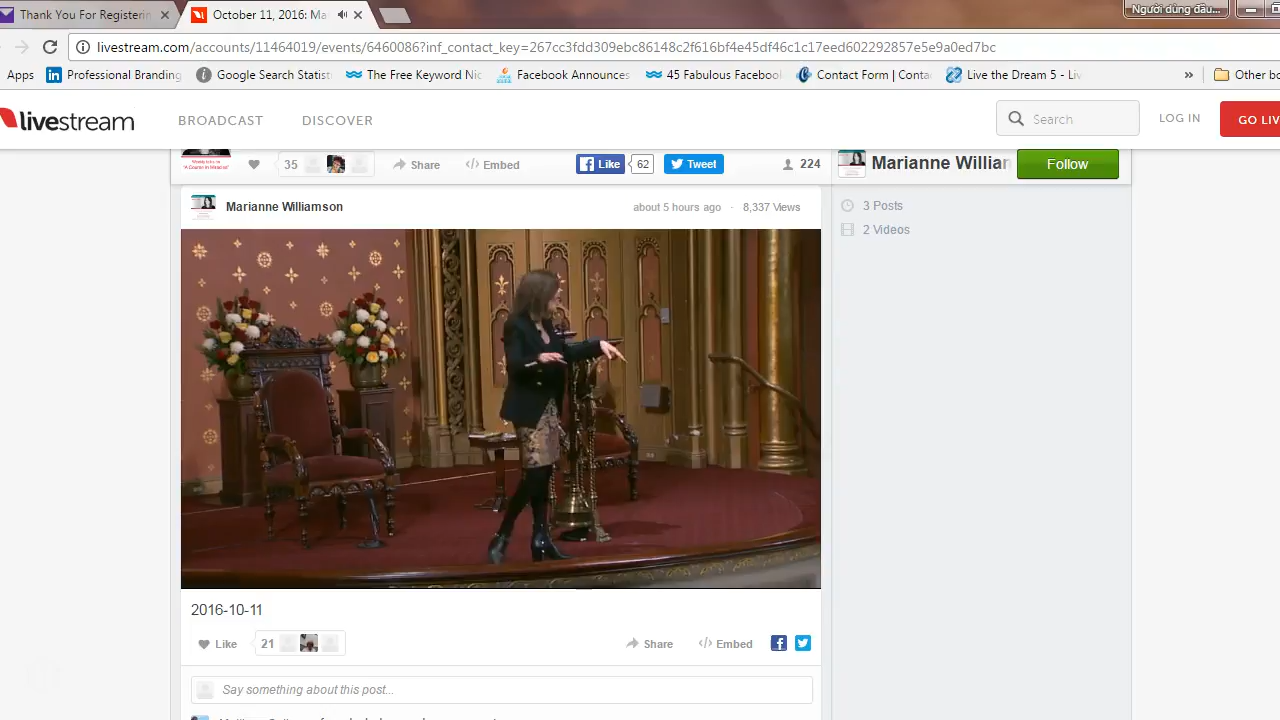 Thank You For Registerin
October 11, 2016: Ma
Người dùng đầu...
livestream.com/accounts/11464019/events/6460086?inf_contact_key=267cc3fdd309ebc86148c2f616bf4e45df46c1c17eed602292857e5e9a0ed7bc
Apps Professional Branding Google Search Statist The Free Keyword Nic Facebook Announces 45 Fabulous Facebook Contact Form | Conta Live the Dream 5 - Liv » Other bo
livestream BROADCAST DISCOVER Search LOG IN GO LIV
35 Share Embed Like 62 Tweet 224 Marianne Willian Follow
Marianne Williamson about 5 hours ago · 8,337 Views
3 Posts
2 Videos
2016-10-11
Like 21 Share Embed
Say something about this post...